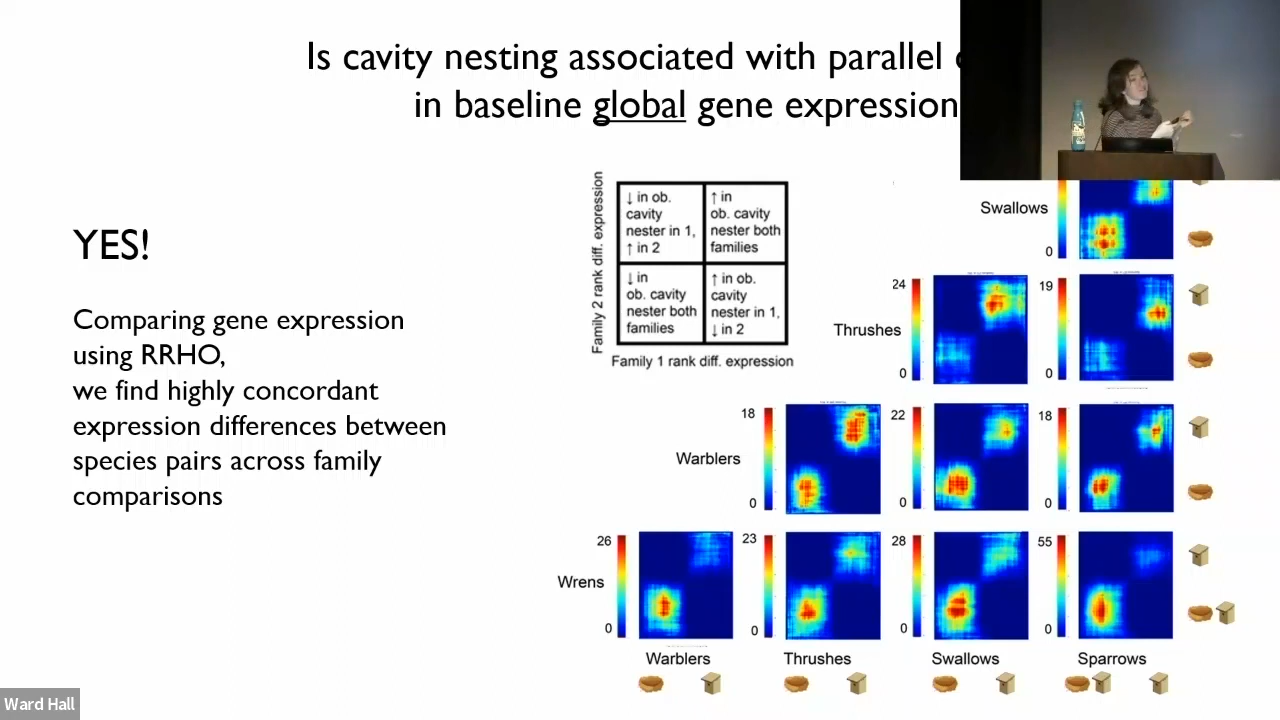 Is cavity nesting associated with parallel
in baseline global gene expression
YES!
Comparing gene expression
using RRHO,
we find highly concordant
expression differences between
species pairs across family
comparisons
Family 2 rank diff. expression
↓ in ob.
cavity
nester in 1,
↑ in 2
↑ in
ob. cavity
nester both
families
↓ in
ob. cavity
nester both
families
↑ in ob.
cavity
nester in 1,
↓ in 2
Family 1 rank diff. expression
Swallows
0
Thrushes
24
0
19
0
Warblers
18
0
22
0
18
0
Wrens
26
0
23
0
28
0
55
0
Warblers
Thrushes
Swallows
Sparrows
Ward Hall